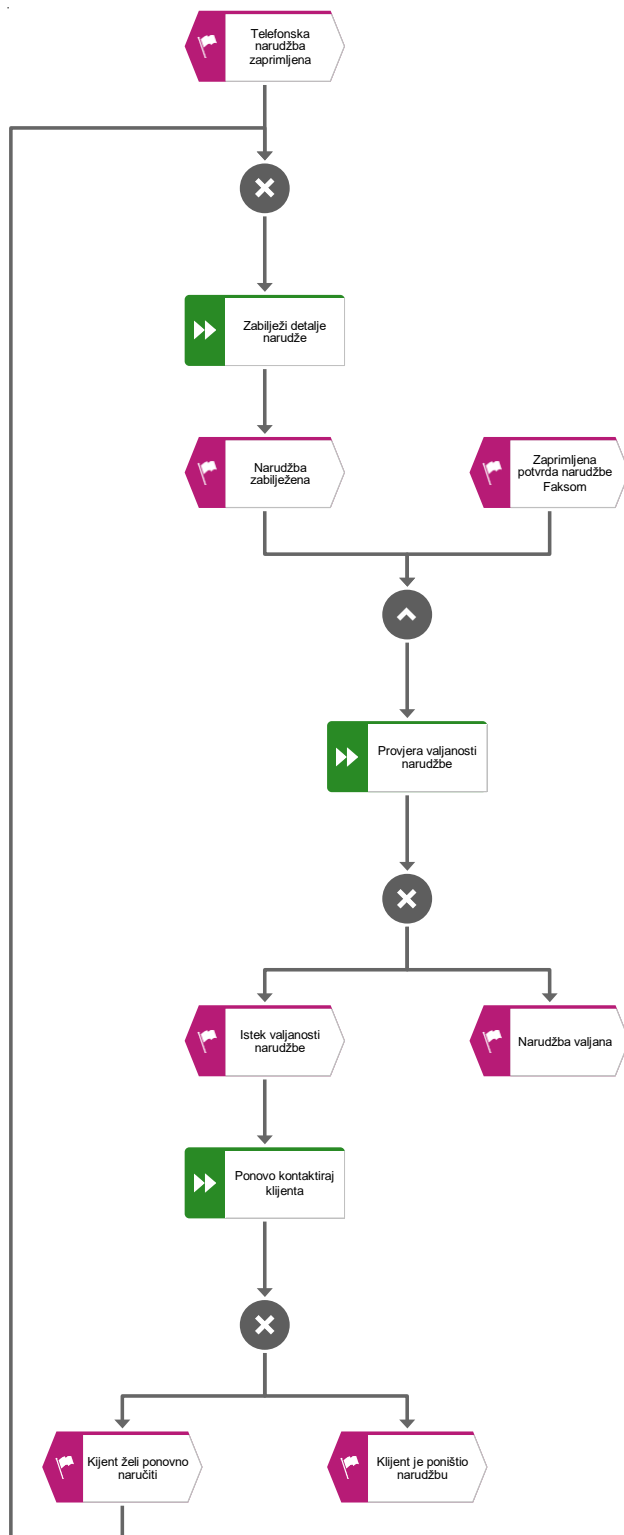 Telefonska
narudžba
zaprimljena
Zabilježi detalje
narudže
Narudžba
zabilježena
Zaprimljena
potvrda narudžbe
Faksom
Provjera valjanosti
narudžbe
Istek valjanosti
narudžbe
Narudžba valjana
Ponovo kontaktiraj
klijenta
Kijent želi ponovno
naručiti
Klijent je poništio
narudžbu